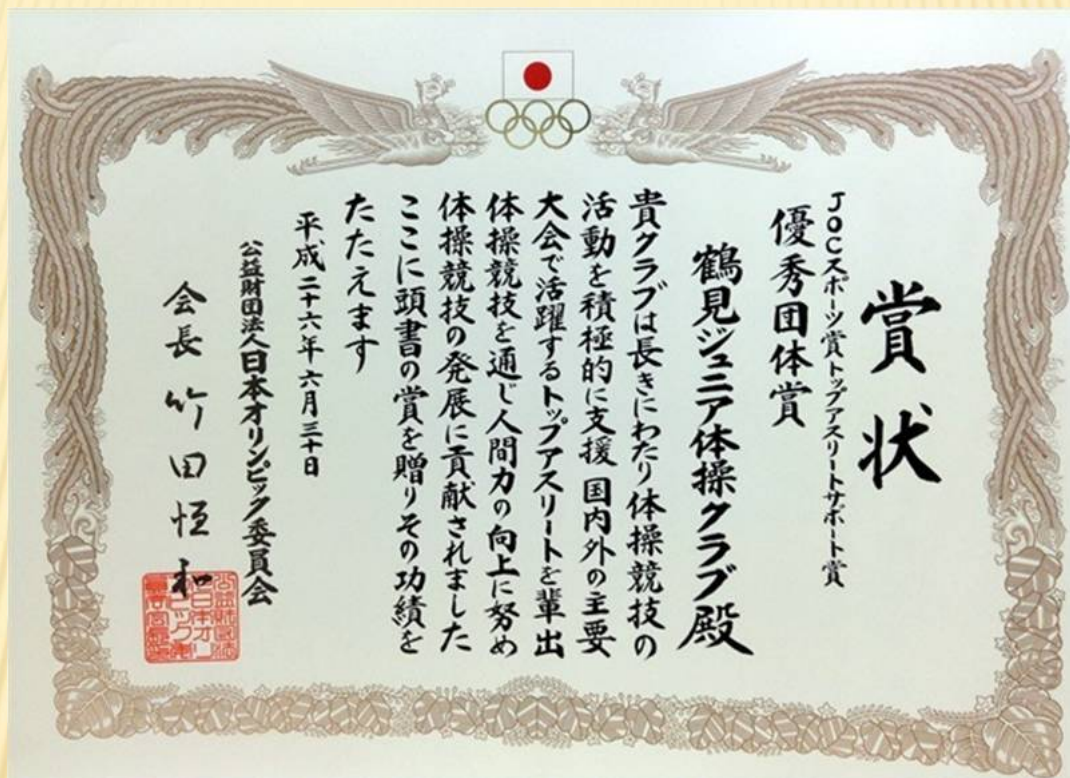 賞状
JOCスポーツ賞トップアスリートサポート賞
優秀団体賞
鶴見ジュニア体操クラブ殿
貴クラブは長きにわたり体操競技の
活動を積極的に支援 国内外の主要
大会で活躍するトップアスリートを輩出
体操競技を通じ人間力の向上に努め
体操競技の発展に貢献されました
ここに頭書の賞を贈りその功績を
たたえます
平成二十六年六月三十日
公益財団法人日本オリンピック委員会
会長 竹田恆和